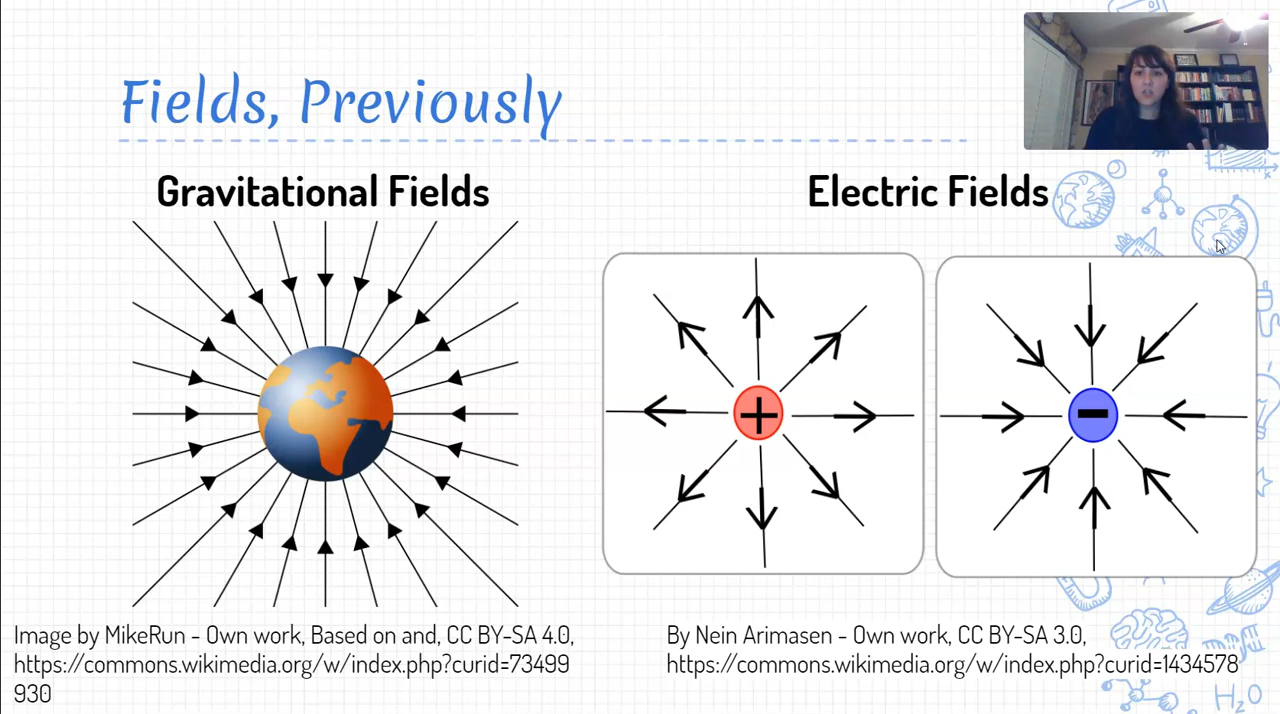 Fields, Previously
Gravitational Fields
Electric Fields
+
-
Image by MikeRun - Own work, Based on and, CC BY-SA 4.0,
https://commons.wikimedia.org/w/index.php?curid=73499
930
By Nein Arimasen - Own work, CC BY-SA 3.0,
https://commons.wikimedia.org/w/index.php?curid=1434578
H₂O